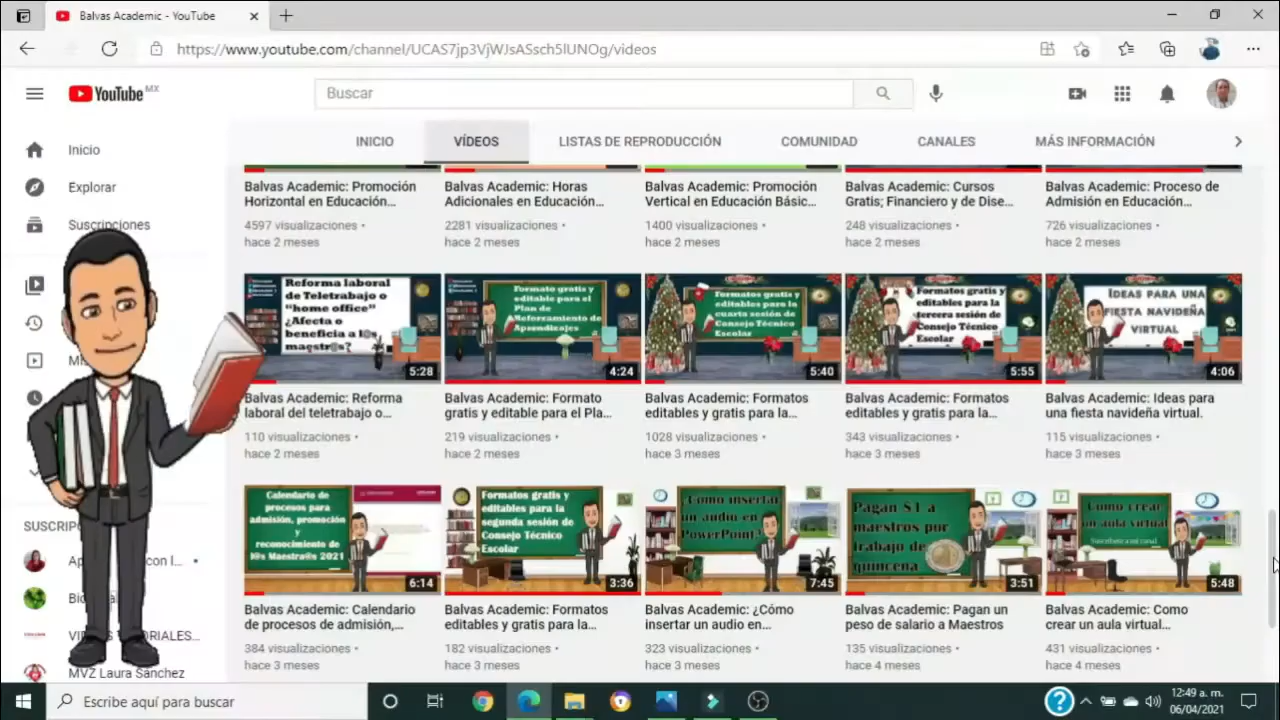 Balvas Academic - YouTube
https://www.youtube.com/channel/UCAS7jp3VjWJsASsch5lUNOg/videos
YouTube MX
Buscar
INICIO
VÍDEOS
LISTAS DE REPRODUCCIÓN
COMUNIDAD
CANALES
MÁS INFORMACIÓN
Inicio
Explorar
Suscripciones
SUSCRIP
con l...
VI
RIALES...
MVZ Laura Sánchez
Balvas Academic: Promoción
Horizontal en Educación...
4597 visualizaciones •
hace 2 meses
Balvas Academic: Horas
Adicionales en Educación...
2281 visualizaciones •
hace 2 meses
Balvas Academic: Promoción
Vertical en Educación Básic...
1400 visualizaciones •
hace 2 meses
Balvas Academic: Cursos
Gratis; Financiero y de Dise...
248 visualizaciones •
hace 2 meses
Balvas Academic: Proceso de
Admisión en Educación...
726 visualizaciones •
hace 2 meses
Reforma laboral
de Teletrabajo o
"home office"
¿Afecta o
beneficia a l@s
maestr@s?
5:28
Balvas Academic: Reforma
laboral del teletrabajo o...
110 visualizaciones •
hace 2 meses
Formato gratis y
editable para el
Plan de
Reforzamiento de
Aprendizajes
4:24
Balvas Academic: Formato
gratis y editable para el Pla...
219 visualizaciones •
hace 2 meses
Formatos gratis y
editables para la
cuarta sesión de
Consejo Técnico
Escolar
5:40
Balvas Academic: Formatos
editables y gratis para la...
1028 visualizaciones •
hace 3 meses
Formatos gratis y
editables para la
tercera sesión de
Consejo Técnico
Escolar
5:55
Balvas Academic: Formatos
editables y gratis para la...
343 visualizaciones •
hace 3 meses
IDEAS PARA UNA
FIESTA NAVIDEÑA
VIRTUAL
4:06
Balvas Academic: Ideas para
una fiesta navideña virtual.
115 visualizaciones •
hace 3 meses
Calendario de
procesos para
admisión, promoción
y
reconocimiento de
l@s Maestr@s 2021
6:14
Balvas Academic: Calendario
de procesos de admisión,...
384 visualizaciones •
hace 3 meses
Formatos gratis y
editables para la
segunda sesión de
Consejo Técnico
Escolar
3:36
Balvas Academic: Formatos
editables y gratis para la...
182 visualizaciones •
hace 3 meses
¿Como insertar
un audio en
PowerPoint?
7:45
Balvas Academic: ¿Cómo
insertar un audio en...
323 visualizaciones •
hace 3 meses
Pagan $1 a
maestros por
trabajo de
quincena
3:51
Balvas Academic: Pagan un
peso de salario a Maestros
135 visualizaciones •
hace 4 meses
Como crear
un aula virtual
Suscríbete a mi canal
5:48
Balvas Academic: Como
crear un aula virtual...
431 visualizaciones •
hace 4 meses
Escribe aquí para buscar
12:49 a. m.
06/04/2021